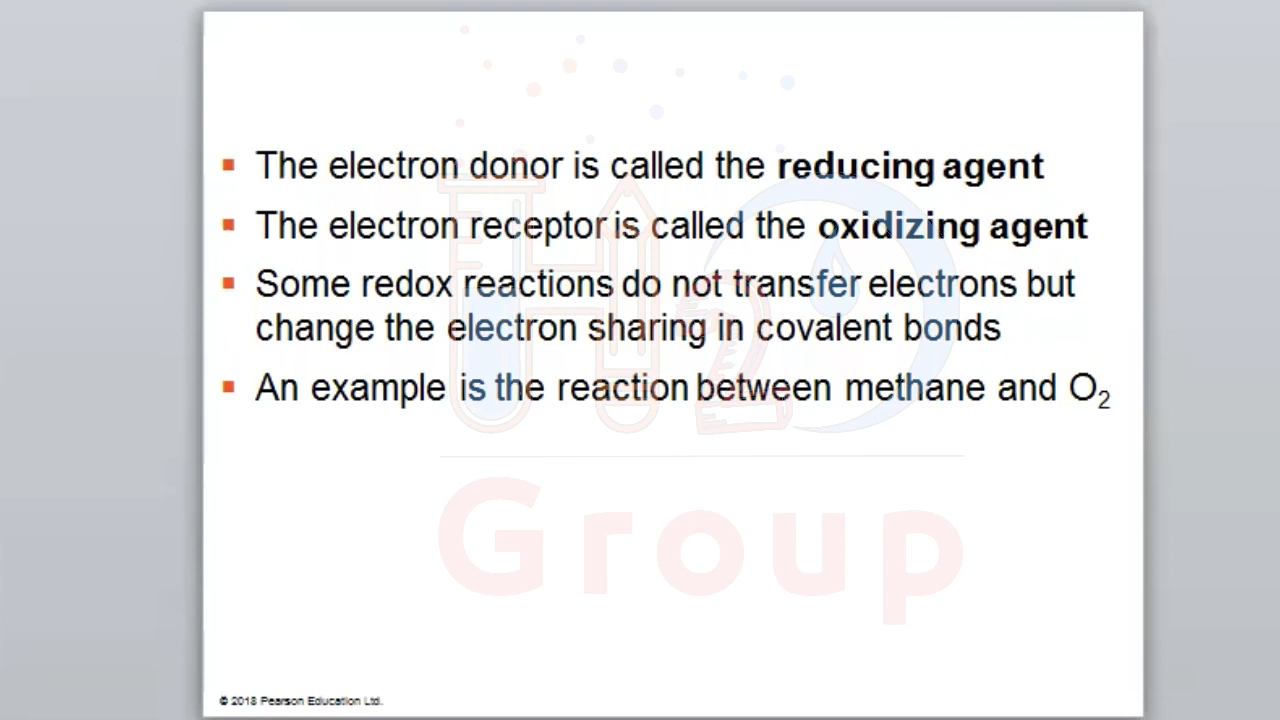 The electron donor is called the reducing agent
The electron receptor is called the oxidizing agent
Some redox reactions do not transfer electrons but
change the electron sharing in covalent bonds
An example is the reaction between methane and O₂
H2O
Group
© 2018 Pearson Education Ltd.